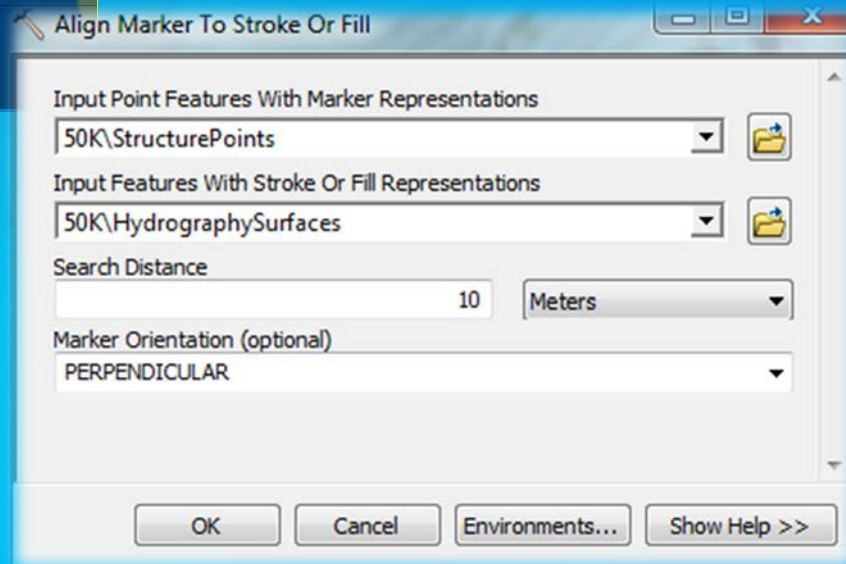 Align Marker To Stroke Or Fill
Input Point Features With Marker Representations
50K\StructurePoints
Input Features With Stroke Or Fill Representations
50K\HydrographySurfaces
Search Distance
10 Meters
Marker Orientation (optional)
PERPENDICULAR
OK Cancel Environments... Show Help >>